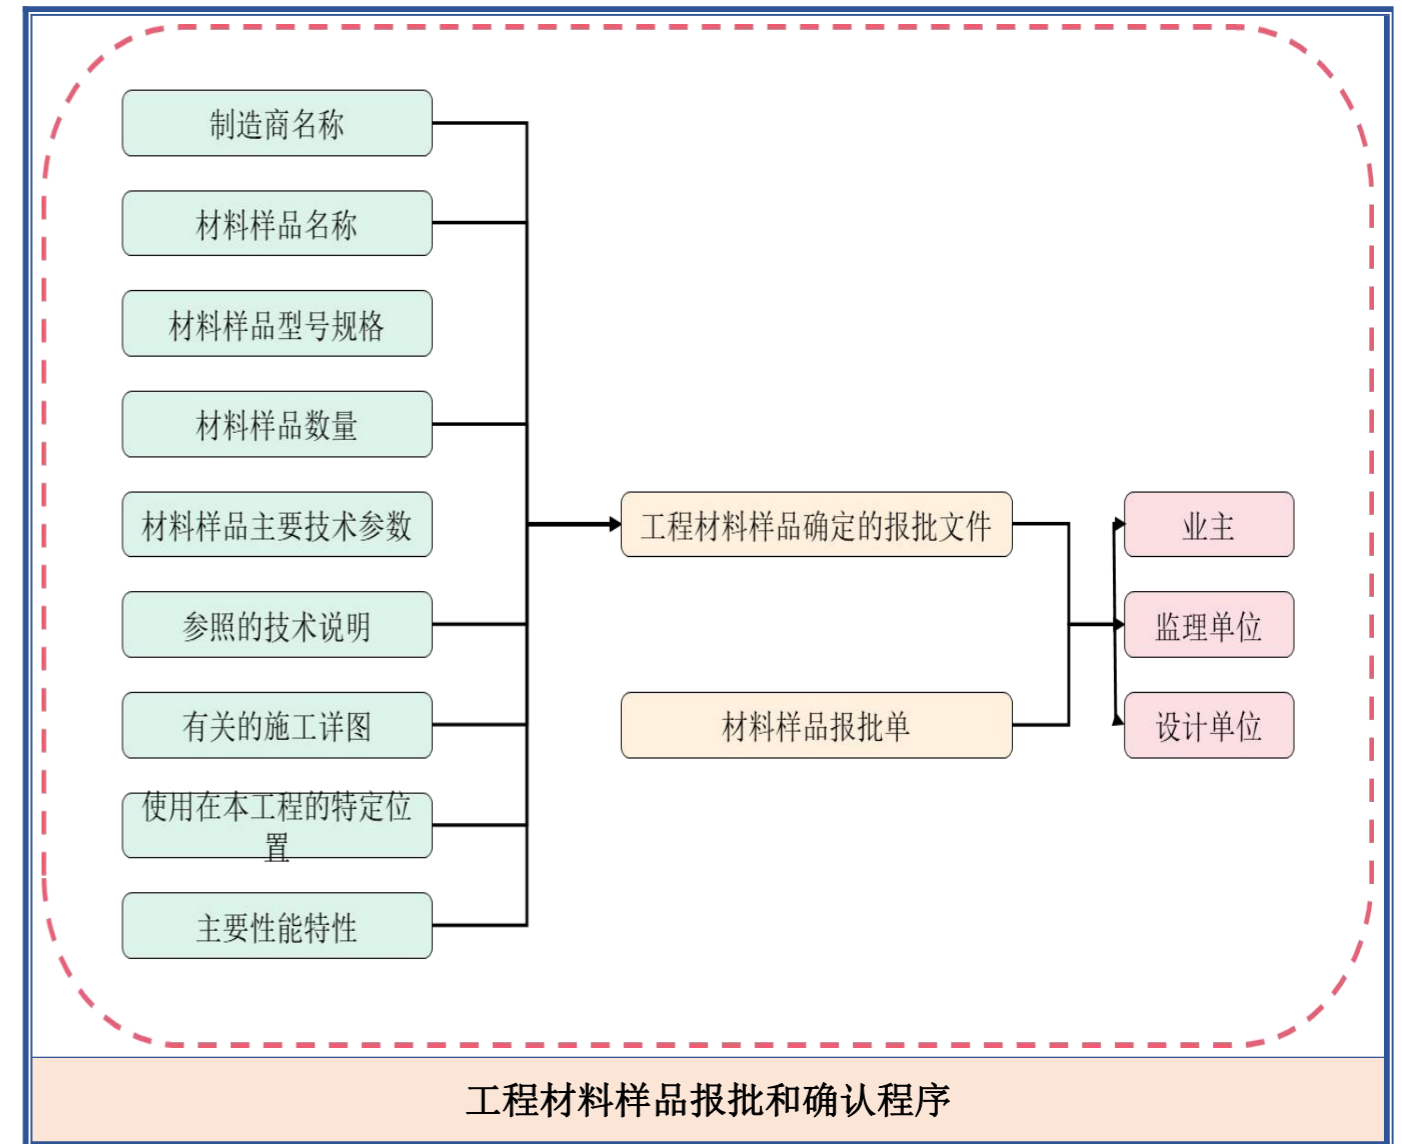 制造商名称
材料样品名称
材料样品型号规格
材料样品数量
材料样品主要技术参数
参照的技术说明
有关的施工详图
使用在本工程的特定位
置
主要性能特性
工程材料样品确定的报批文件
材料样品报批单
业主
监理单位
设计单位
工程材料样品报批和确认程序